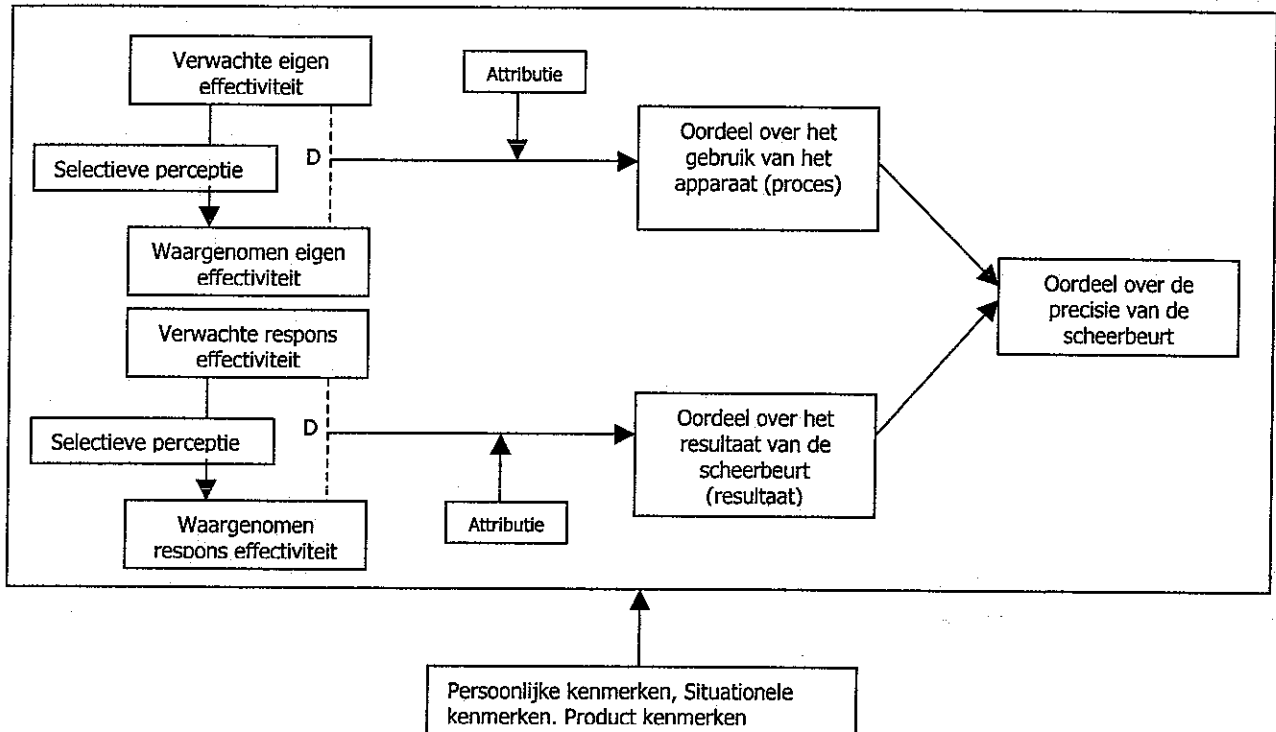 Verwachte eigen
effectiviteit
Attributie
Selectieve perceptie
D
Oordeel over het
gebruik van het
apparaat (proces)
Waargenomen eigen
effectiviteit
Oordeel over de
precisie van de
scheerbeurt
Verwachte respons
effectiviteit
Selectieve perceptie
D
Oordeel over het
resultaat van de
scheerbeurt
(resultaat)
Waargenomen
respons effectiviteit
Attributie
Persoonlijke kenmerken, Situationele
kenmerken. Product kenmerken